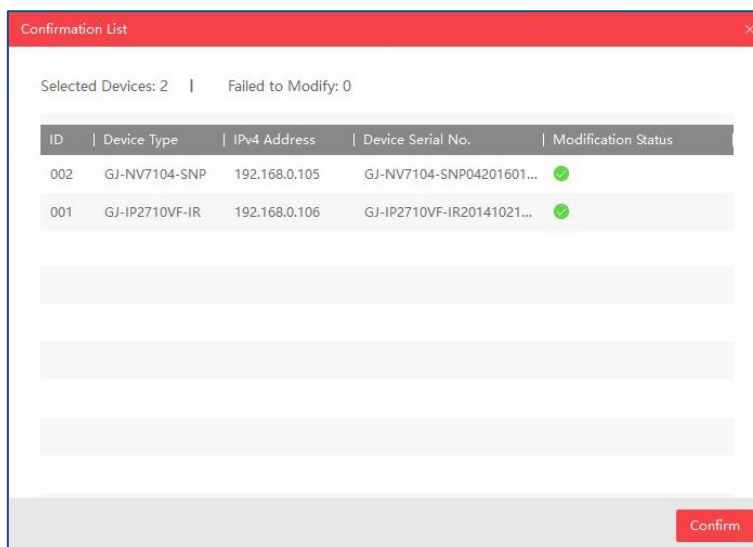 Confirmation List
Selected Devices: 2 | Failed to Modify: 0
ID | Device Type | IPv4 Address | Device Serial No. | Modification Status
002 GJ-NV7104-SNP 192.168.0.105 GJ-NV7104-SNP04201601...
001 GJ-IP2710VF-IR 192.168.0.106 GJ-IP2710VF-IR20141021...
Confirm